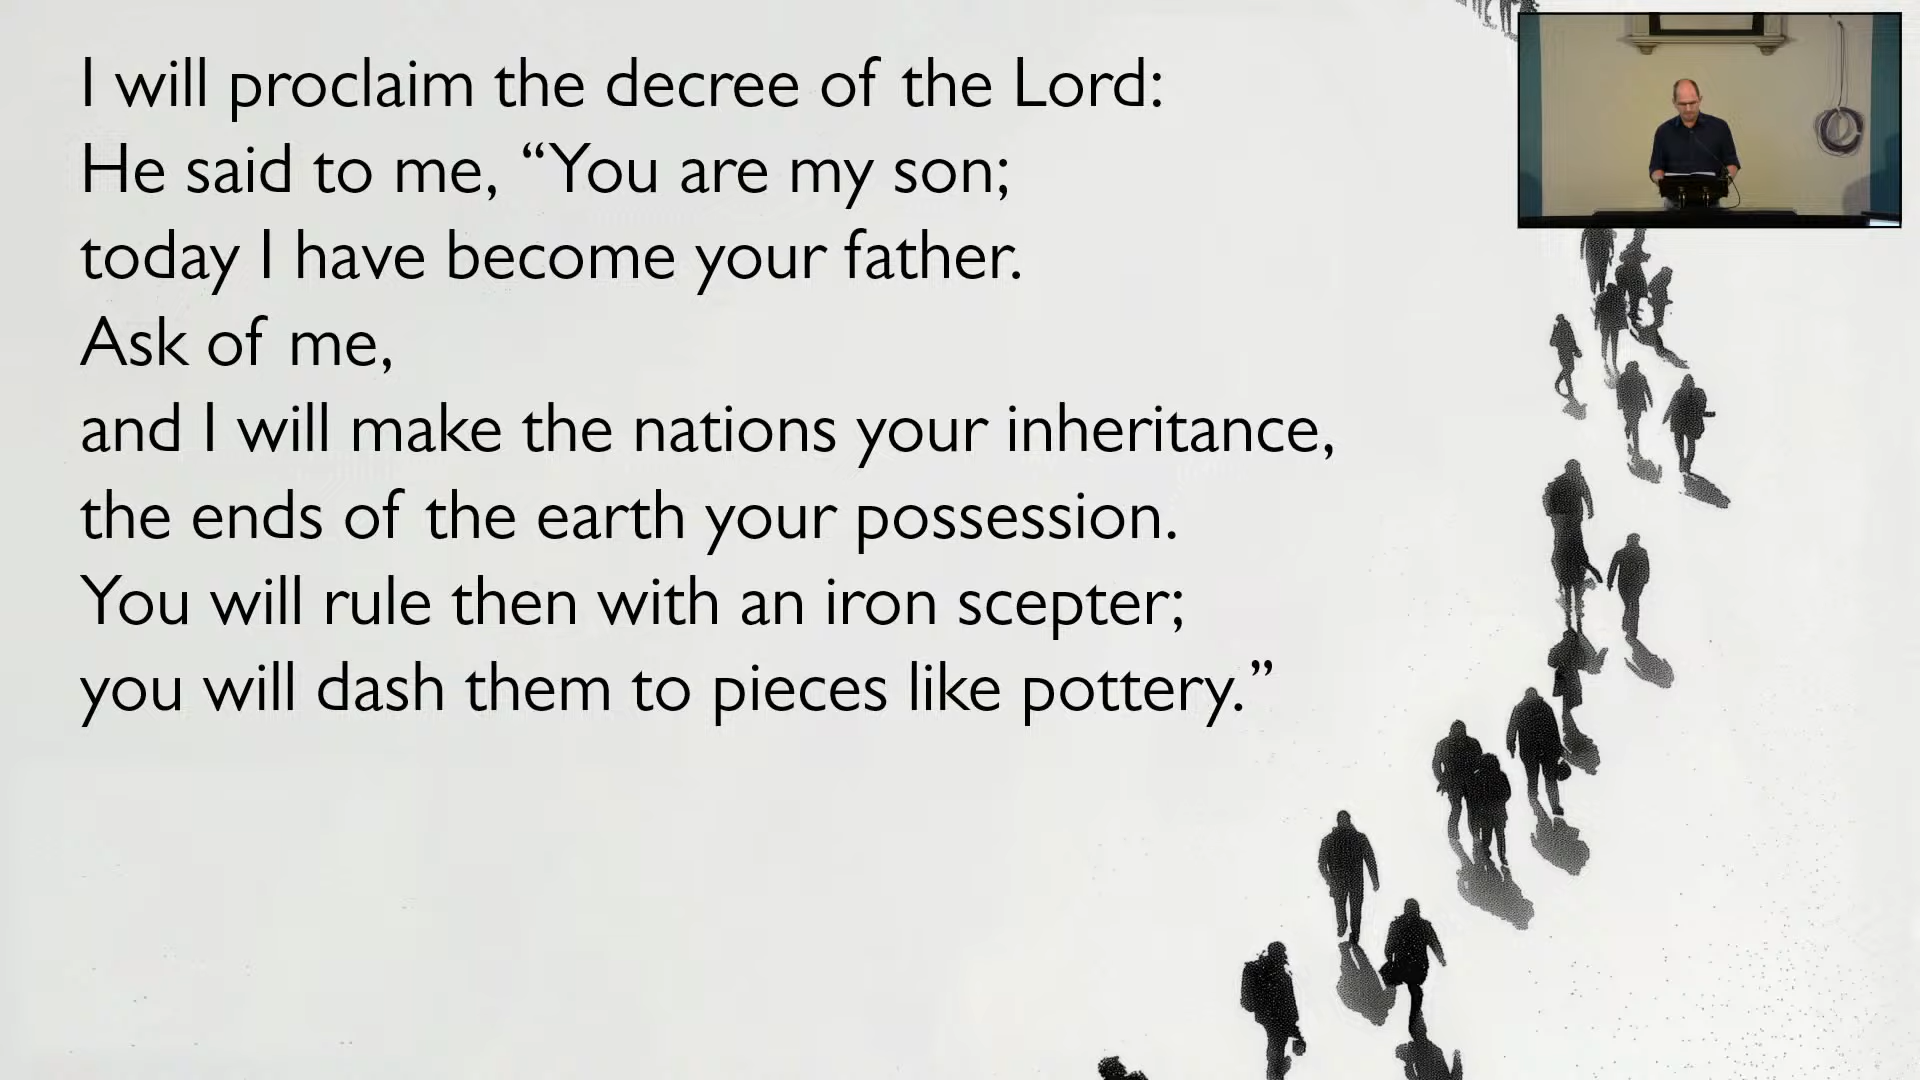 I will proclaim the decree of the Lord:
He said to me, “You are my son;
today I have become your father.
Ask of me,
and I will make the nations your inheritance,
the ends of the earth your possession.
You will rule then with an iron scepter;
you will dash them to pieces like pottery.”